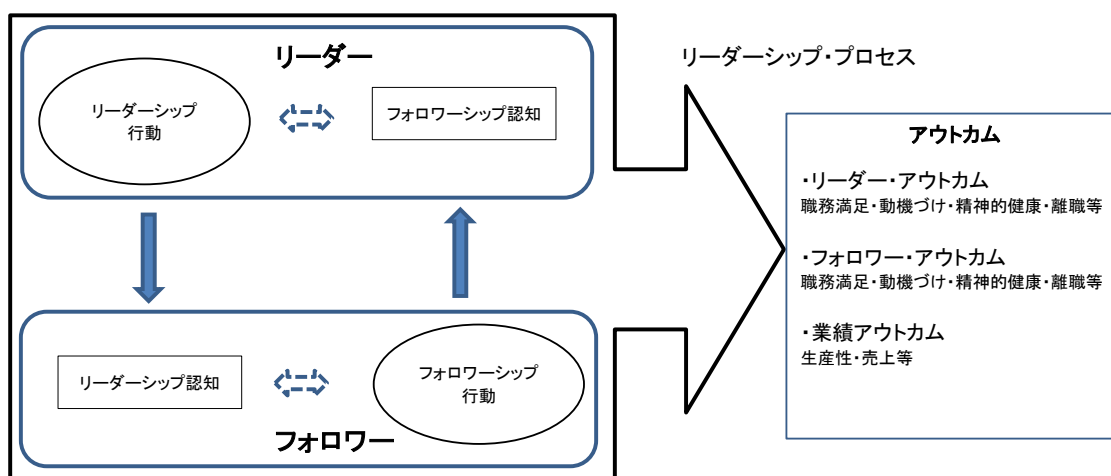 リーダー
リーダーシップ
行動
フォロワーシップ認知
リーダーシップ認知
フォロワーシップ
行動
フォロワー
リーダーシップ・プロセス
アウトカム
・リーダー・アウトカム
職務満足・動機づけ・精神的健康・離職等
・フォロワー・アウトカム
職務満足・動機づけ・精神的健康・離職等
・業績アウトカム
生産性・売上等